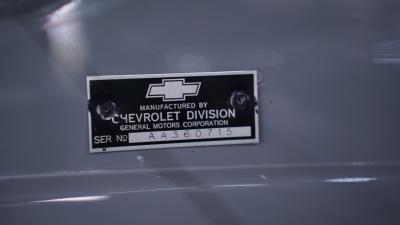 MANUFACTURED BY
CHEVROLET DIVISION
GENERAL MOTORS CORPORATION
SER NO AA360715